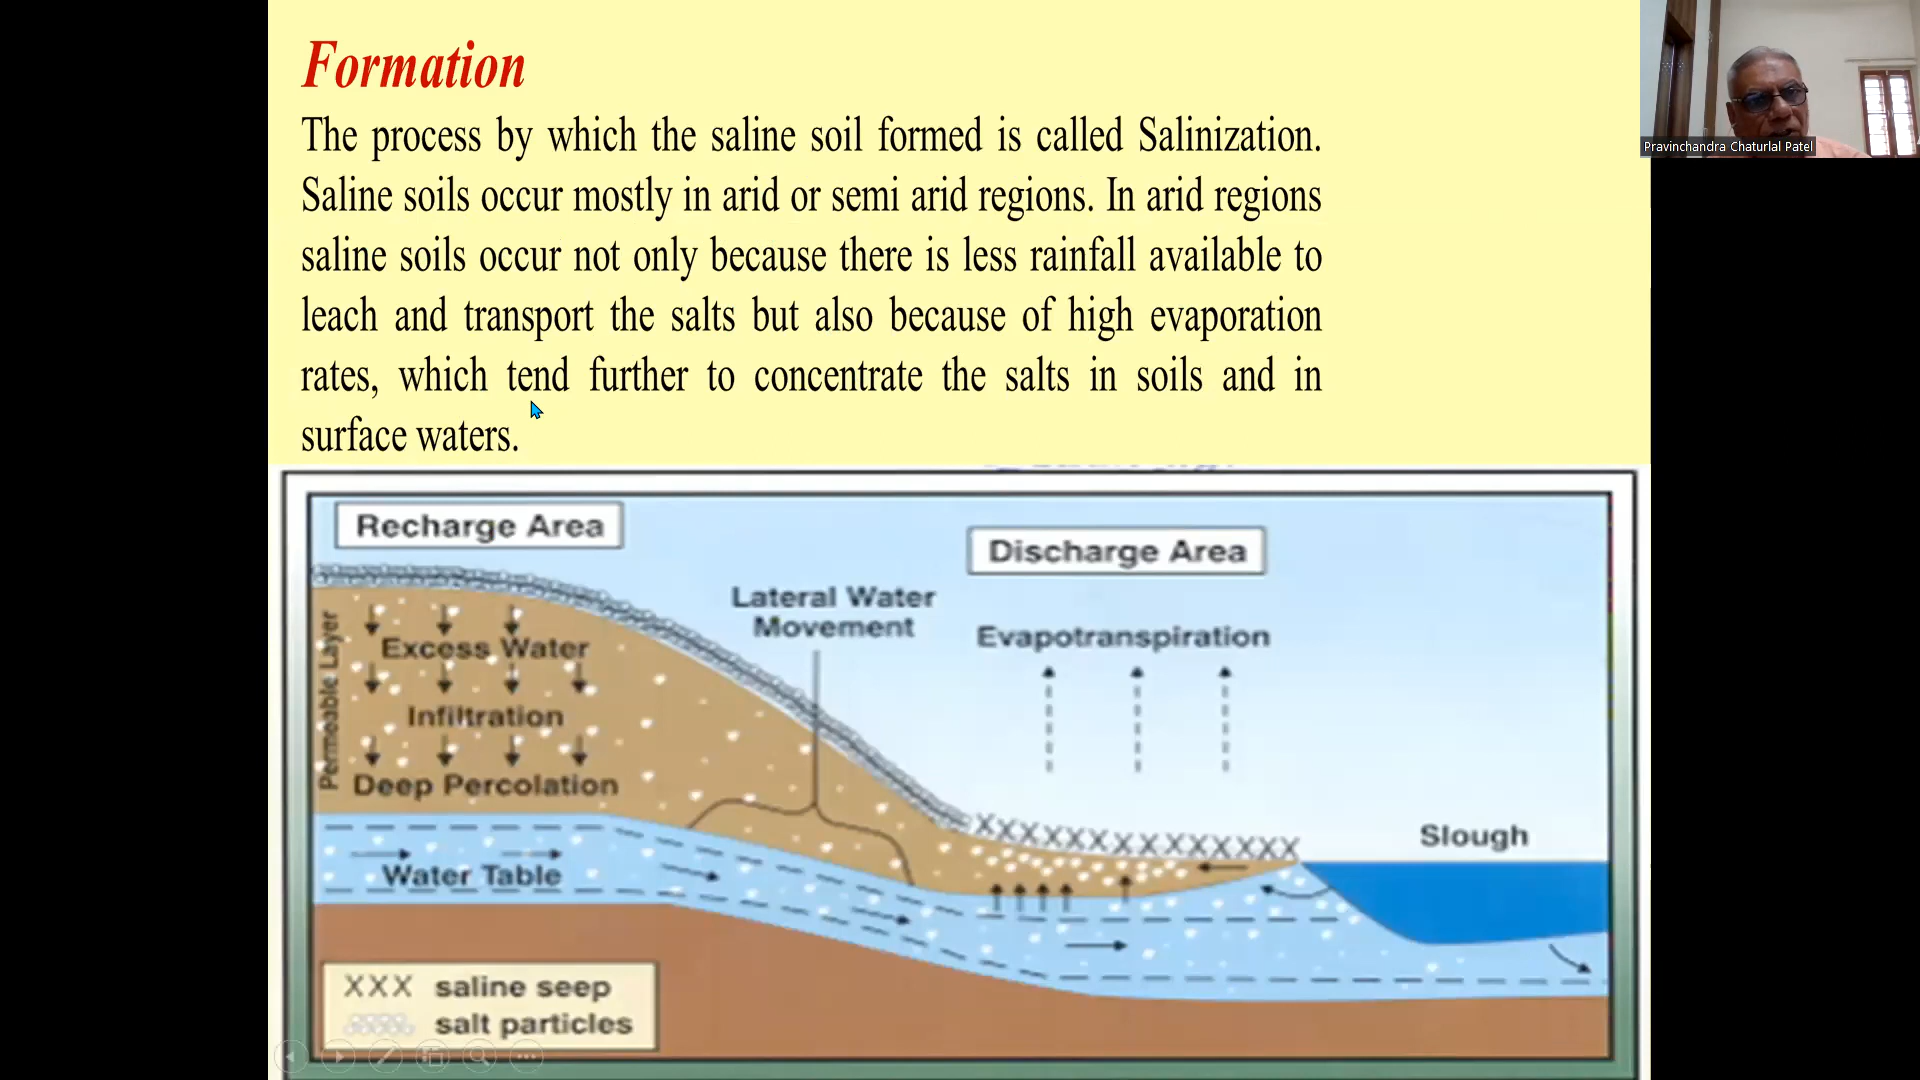 Formation
The process by which the saline soil formed is called Salinization.
Saline soils occur mostly in arid or semi arid regions. In arid regions
saline soils occur not only because there is less rainfall available to
leach and transport the salts but also because of high evaporation
rates, which tend further to concentrate the salts in soils and in
surface waters.
Pravinchandra Chaturlal Patel
Recharge Area
Discharge Area
Lateral Water
Movement
Evapotranspiration
Permeable Layer
Excess Water
Infiltration
Deep Percolation
Water Table
XXXXXXXXXXXXXX
Slough
XXX saline seep
salt particles